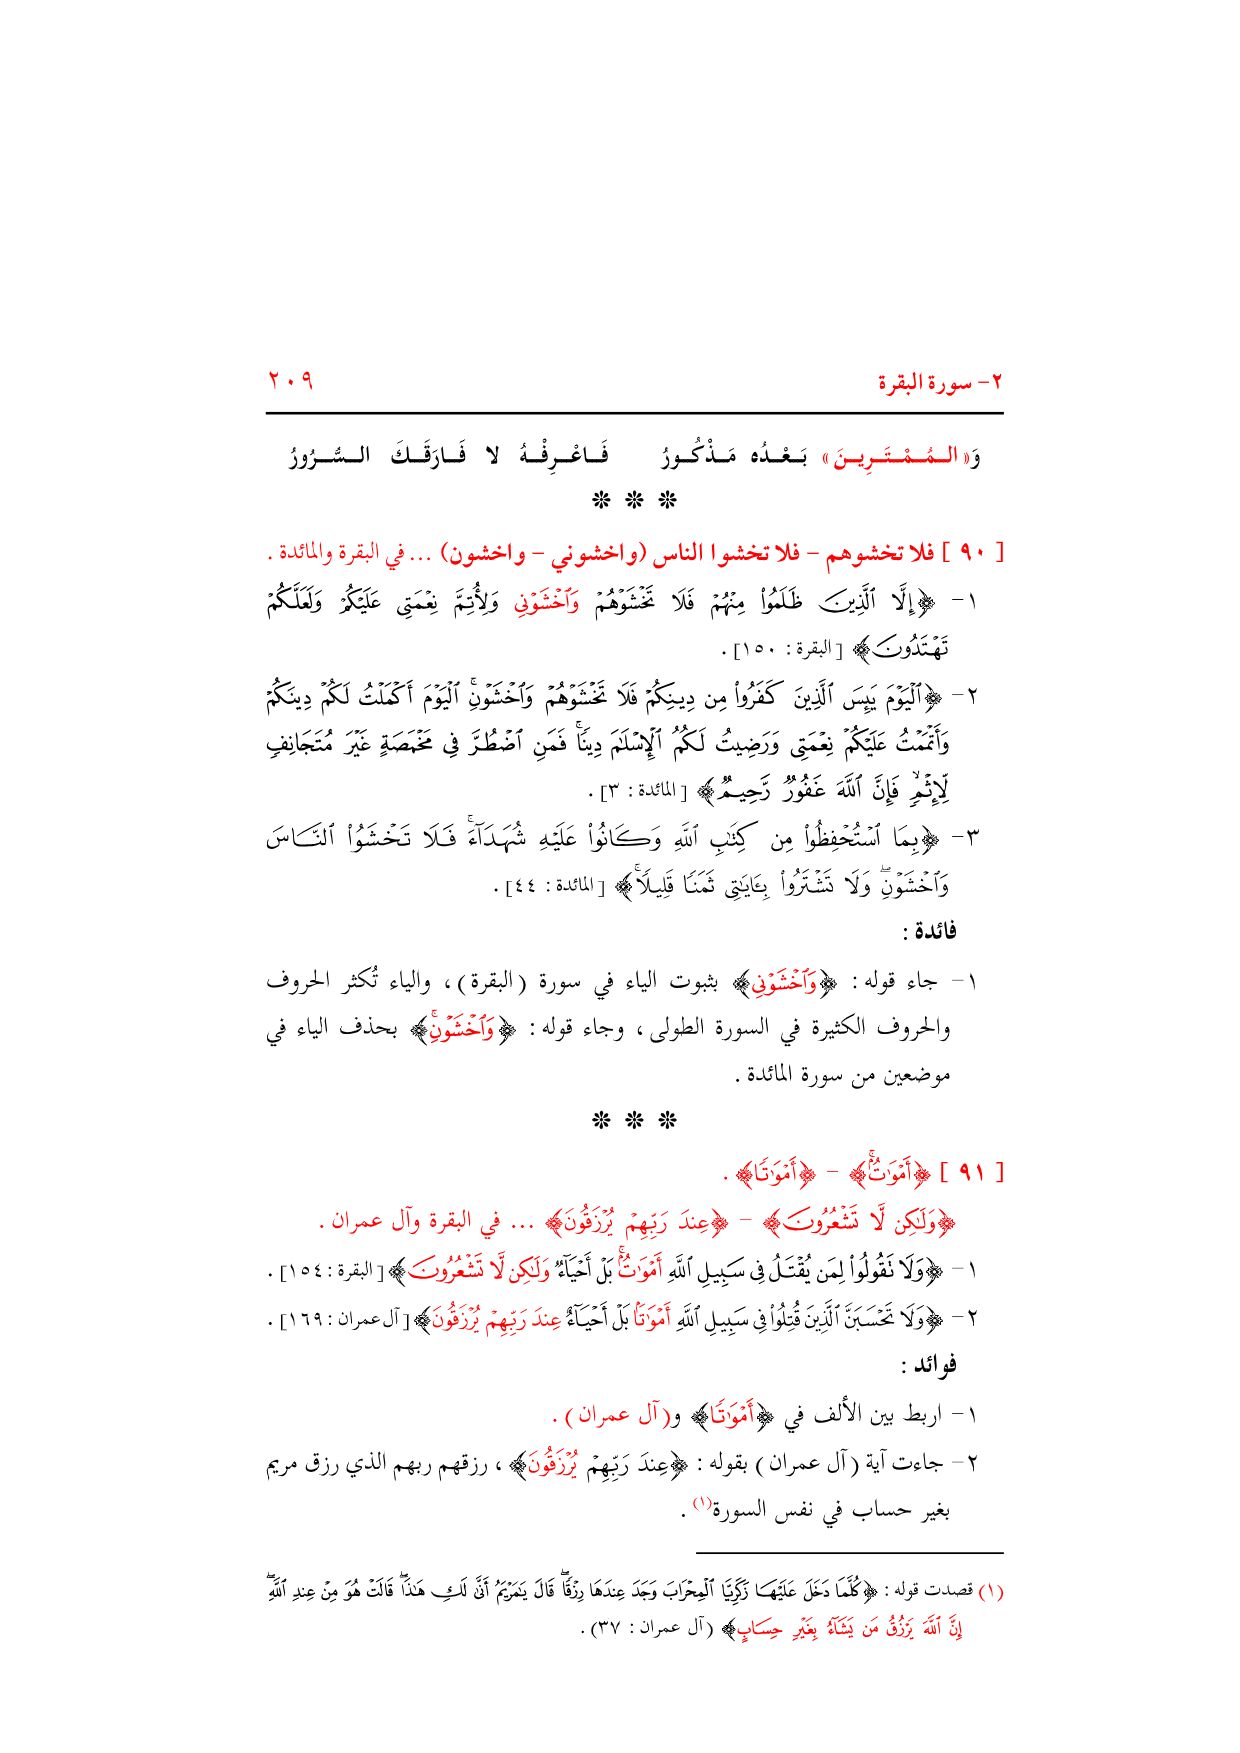 ٢- سورة البقرة ٢٠٩
وَ«الـمُـمْـتَـرِيـنَ» بَـعْـدُه مَـذْكُـورُ فَـاعْـرِفْـهُ لا فَـارَقَـكَ الـسُّـرُورُ
❊ ❊ ❊
[ ٩٠ ] فلا تخشوهم - فلا تخشوا الناس (واخشوني - واخشون) ... في البقرة والمائدة .
١- ﴿إِلَّا ٱلَّذِينَ ظَلَمُوا۟ مِنْهُمْ فَلَا تَخْشَوْهُمْ وَٱخْشَوْنِى وَلِأُتِمَّ نِعْمَتِى عَلَيْكُمْ وَلَعَلَّكُمْ
تَهْتَدُونَ﴾ [البقرة : ١٥٠] .
٢- ﴿ٱلْيَوْمَ يَئِسَ ٱلَّذِينَ كَفَرُوا۟ مِن دِينِكُمْ فَلَا تَخْشَوْهُمْ وَٱخْشَوْنِ ۚ ٱلْيَوْمَ أَكْمَلْتُ لَكُمْ دِينَكُمْ
وَأَتْمَمْتُ عَلَيْكُمْ نِعْمَتِى وَرَضِيتُ لَكُمُ ٱلْإِسْلَـٰمَ دِينًا ۚ فَمَنِ ٱضْطُرَّ فِى مَخْمَصَةٍ غَيْرَ مُتَجَانِفٍ
لِّإِثْمٍ ۙ فَإِنَّ ٱللَّهَ غَفُورٌ رَّحِيمٌ﴾ [المائدة : ٣] .
٣- ﴿بِمَا ٱسْتُحْفِظُوا۟ مِن كِتَـٰبِ ٱللَّهِ وَكَانُوا۟ عَلَيْهِ شُهَدَآءَ ۚ فَلَا تَخْشَوُا۟ ٱلنَّاسَ
وَٱخْشَوْنِ ۖ وَلَا تَشْتَرُوا۟ بِـَٔايَـٰتِى ثَمَنًا قَلِيلًا ۚ﴾ [المائدة : ٤٤] .
فائدة :
١- جاء قوله : ﴿وَٱخْشَوْنِى﴾ بثبوت الياء في سورة (البقرة)، والياء تُكثر الحروف
والحروف الكثيرة في السورة الطولى، وجاء قوله : ﴿وَٱخْشَوْنِ ۚ﴾ بحذف الياء في
موضعين من سورة المائدة .
❊ ❊ ❊
[ ٩١ ] ﴿أَمْوَٰتٌۢ ۚ﴾ - ﴿أَمْوَٰتًا﴾ .
﴿وَلَـٰكِن لَّا تَشْعُرُونَ﴾ - ﴿عِندَ رَبِّهِمْ يُرْزَقُونَ﴾ ... في البقرة وآل عمران .
١- ﴿وَلَا تَقُولُوا۟ لِمَن يُقْتَلُ فِى سَبِيلِ ٱللَّهِ أَمْوَٰتٌۢ ۚ بَلْ أَحْيَآءٌ وَلَـٰكِن لَّا تَشْعُرُونَ﴾ [البقرة : ١٥٤] .
٢- ﴿وَلَا تَحْسَبَنَّ ٱلَّذِينَ قُتِلُوا۟ فِى سَبِيلِ ٱللَّهِ أَمْوَٰتًۢا بَلْ أَحْيَآءٌ عِندَ رَبِّهِمْ يُرْزَقُونَ﴾ [آل عمران : ١٦٩] .
فوائد :
١- اربط بين الألف في ﴿أَمْوَٰتًا﴾ و(آل عمران) .
٢- جاءت آية (آل عمران) بقوله : ﴿عِندَ رَبِّهِمْ يُرْزَقُونَ﴾، رزقهم ربهم الذي رزق مريم
بغير حساب في نفس السورة(١) .
(١) قصدت قوله : ﴿كُلَّمَا دَخَلَ عَلَيْهَا زَكَرِيَّا ٱلْمِحْرَابَ وَجَدَ عِندَهَا رِزْقًا ۖ قَالَ يَـٰمَرْيَمُ أَنَّىٰ لَكِ هَـٰذَا ۖ قَالَتْ هُوَ مِنْ عِندِ ٱللَّهِ ۖ
إِنَّ ٱللَّهَ يَرْزُقُ مَن يَشَآءُ بِغَيْرِ حِسَابٍ﴾ (آل عمران : ٣٧) .